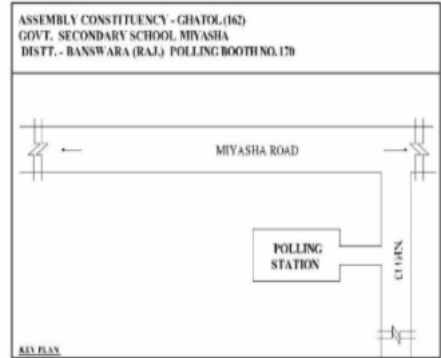 ASSEMBLY CONSTITUENCY - GHATOL (162)
GOVT. SECONDARY SCHOOL MIYASHA
DISTT. - BANSWARA (RAJ.) POLLING BOOTH NO. 170
MIYASHA ROAD
POLLING
STATION
KEY PLAN